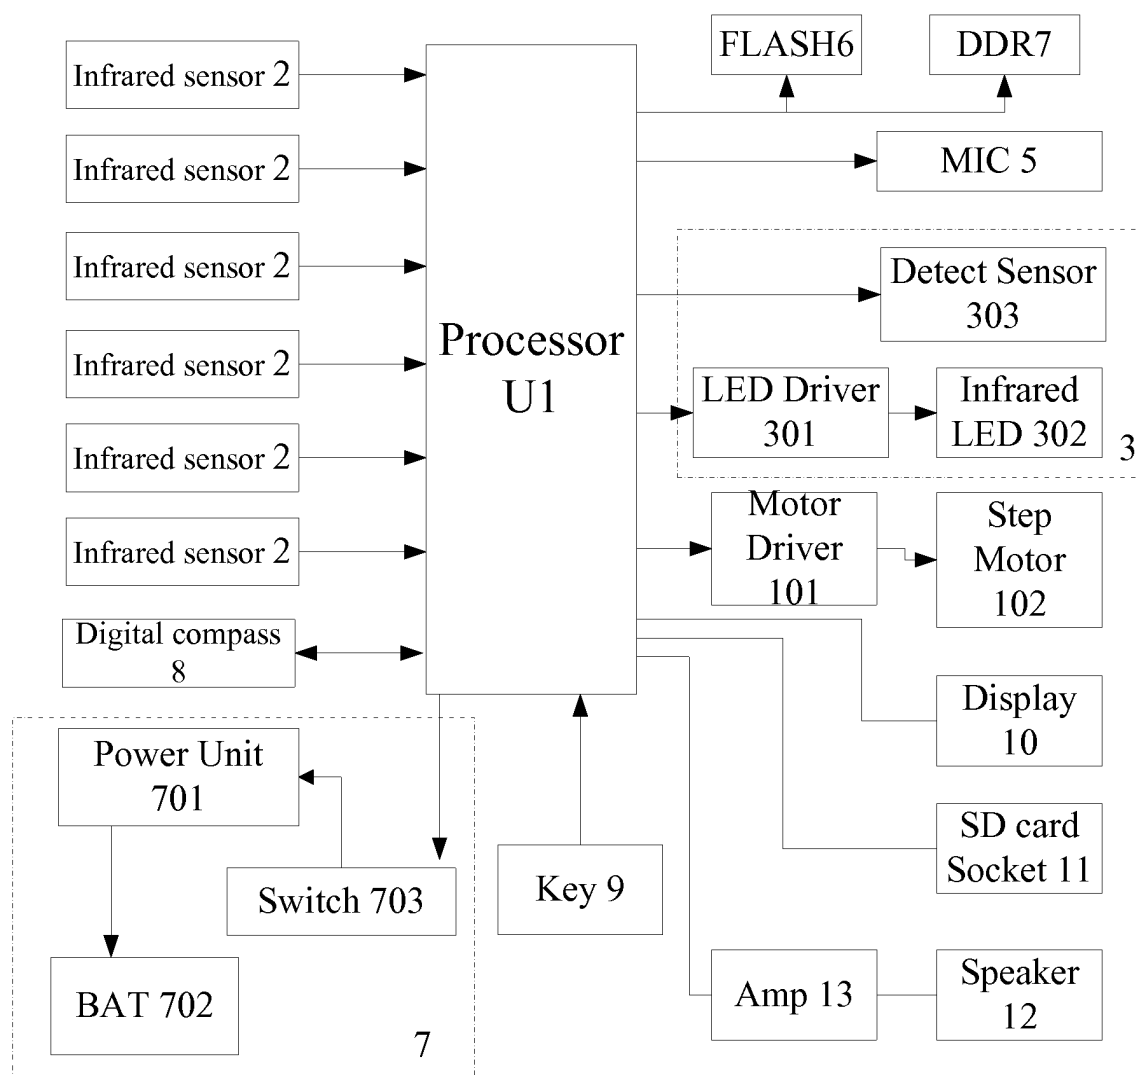 FLASH6
DDR7
Infrared sensor 2
Infrared sensor 2
MIC 5
Infrared sensor 2
Detect Sensor
303
Processor
U1
Infrared sensor 2
LED Driver
301
Infrared
LED 302
3
Infrared sensor 2
Motor
Driver
101
Step
Motor
102
Infrared sensor 2
Digital compass
8
Display
10
Power Unit
701
SD card
Socket 11
Switch 703
Key 9
BAT 702
7
Amp 13
Speaker
12